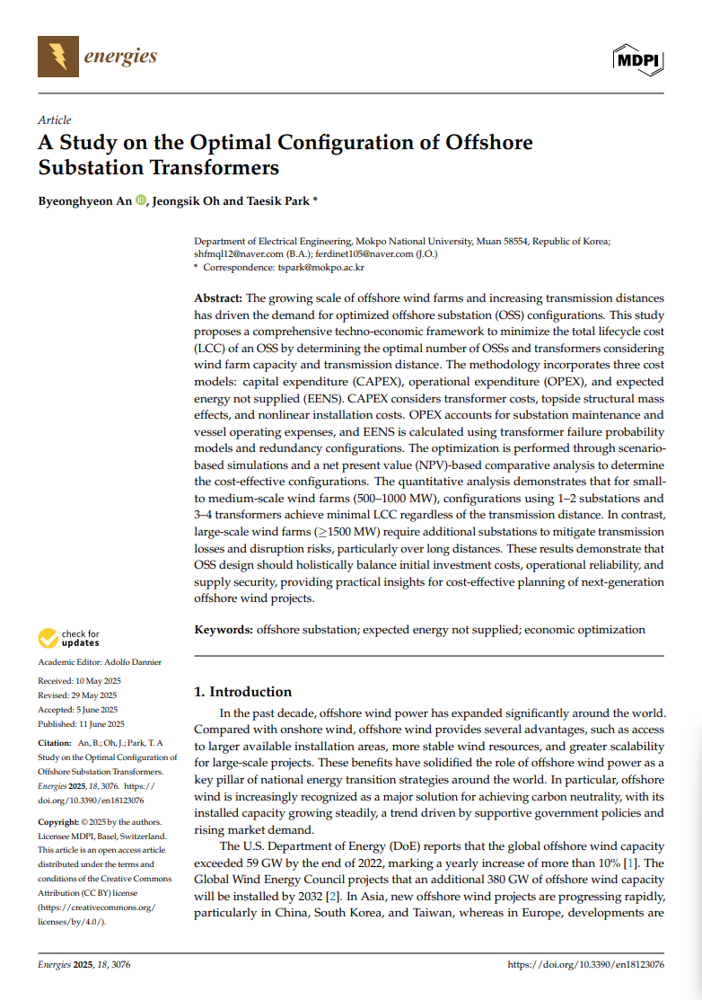 energies
MDPI
Article
A Study on the Optimal Configuration of Offshore
Substation Transformers
Byeonghyeon An iD, Jeongsik Oh and Taesik Park *
Department of Electrical Engineering, Mokpo National University, Muan 58554, Republic of Korea;
shfmql12@naver.com (B.A.); ferdinet105@naver.com (J.O.)
* Correspondence: tspark@mokpo.ac.kr
Abstract: The growing scale of offshore wind farms and increasing transmission distances
has driven the demand for optimized offshore substation (OSS) configurations. This study
proposes a comprehensive techno-economic framework to minimize the total lifecycle cost
(LCC) of an OSS by determining the optimal number of OSSs and transformers considering
wind farm capacity and transmission distance. The methodology incorporates three cost
models: capital expenditure (CAPEX), operational expenditure (OPEX), and expected
energy not supplied (EENS). CAPEX considers transformer costs, topside structural mass
effects, and nonlinear installation costs. OPEX accounts for substation maintenance and
vessel operating expenses, and EENS is calculated using transformer failure probability
models and redundancy configurations. The optimization is performed through scenario-
based simulations and a net present value (NPV)-based comparative analysis to determine
the cost-effective configurations. The quantitative analysis demonstrates that for small-
to medium-scale wind farms (500–1000 MW), configurations using 1–2 substations and
3–4 transformers achieve minimal LCC regardless of the transmission distance. In contrast,
large-scale wind farms (≥1500 MW) require additional substations to mitigate transmission
losses and disruption risks, particularly over long distances. These results demonstrate that
OSS design should holistically balance initial investment costs, operational reliability, and
supply security, providing practical insights for cost-effective planning of next-generation
offshore wind projects.
Keywords: offshore substation; expected energy not supplied; economic optimization
check for
updates
Academic Editor: Adolfo Dannier
Received: 10 May 2025
Revised: 29 May 2025
Accepted: 5 June 2025
Published: 11 June 2025
Citation: An, B.; Oh, J.; Park, T. A
Study on the Optimal Configuration of
Offshore Substation Transformers.
Energies 2025, 18, 3076. https://
doi.org/10.3390/en18123076
Copyright: © 2025 by the authors.
Licensee MDPI, Basel, Switzerland.
This article is an open access article
distributed under the terms and
conditions of the Creative Commons
Attribution (CC BY) license
(https://creativecommons.org/
licenses/by/4.0/).
1. Introduction
In the past decade, offshore wind power has expanded significantly around the world.
Compared with onshore wind, offshore wind provides several advantages, such as access
to larger available installation areas, more stable wind resources, and greater scalability
for large-scale projects. These benefits have solidified the role of offshore wind power as a
key pillar of national energy transition strategies around the world. In particular, offshore
wind is increasingly recognized as a major solution for achieving carbon neutrality, with its
installed capacity growing steadily, a trend driven by supportive government policies and
rising market demand.
The U.S. Department of Energy (DoE) reports that the global offshore wind capacity
exceeded 59 GW by the end of 2022, marking a yearly increase of more than 10% [1]. The
Global Wind Energy Council projects that an additional 380 GW of offshore wind capacity
will be installed by 2032 [2]. In Asia, new offshore wind projects are progressing rapidly,
particularly in China, South Korea, and Taiwan, whereas in Europe, developments are
Energies 2025, 18, 3076
https://doi.org/10.3390/en18123076